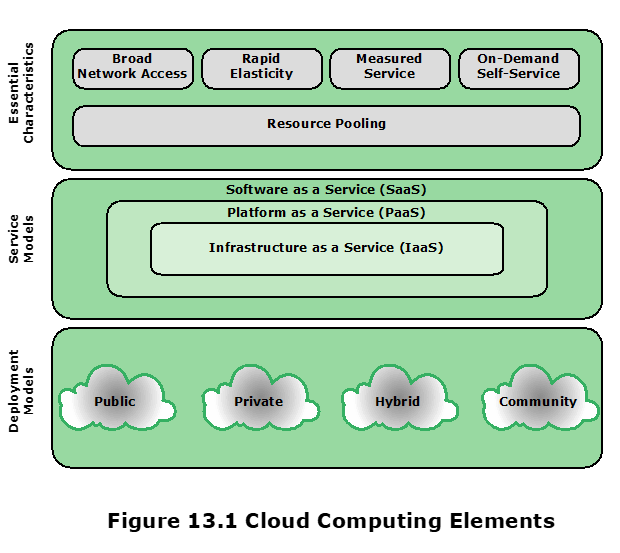 Essential
Characteristics
Broad
Network Access
Rapid
Elasticity
Measured
Service
On-Demand
Self-Service
Resource Pooling
Service
Models
Software as a Service (SaaS)
Platform as a Service (PaaS)
Infrastructure as a Service (IaaS)
Deployment
Models
Public
Private
Hybrid
Community
Figure 13.1 Cloud Computing Elements